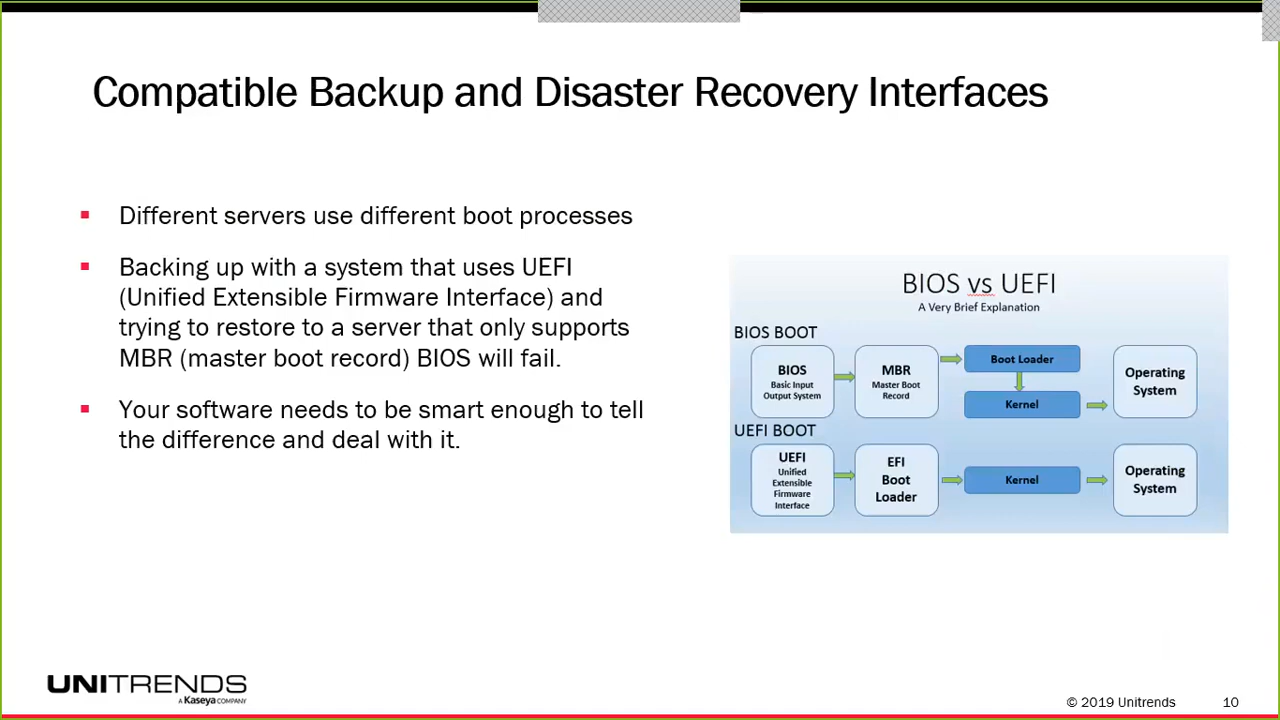 Compatible Backup and Disaster Recovery Interfaces
Different servers use different boot processes
Backing up with a system that uses UEFI
(Unified Extensible Firmware Interface) and
trying to restore to a server that only supports
MBR (master boot record) BIOS will fail.
Your software needs to be smart enough to tell
the difference and deal with it.
BIOS vs UEFI
A Very Brief Explanation
BIOS BOOT
BIOS
Basic Input
Output System
MBR
Master Boot
Record
Boot Loader
Kernel
Operating
System
UEFI BOOT
UEFI
Unified
Extensible
Firmware
Interface
EFI
Boot
Loader
Kernel
Operating
System
UNITRENDS
A Kaseya COMPANY
© 2019 Unitrends
10